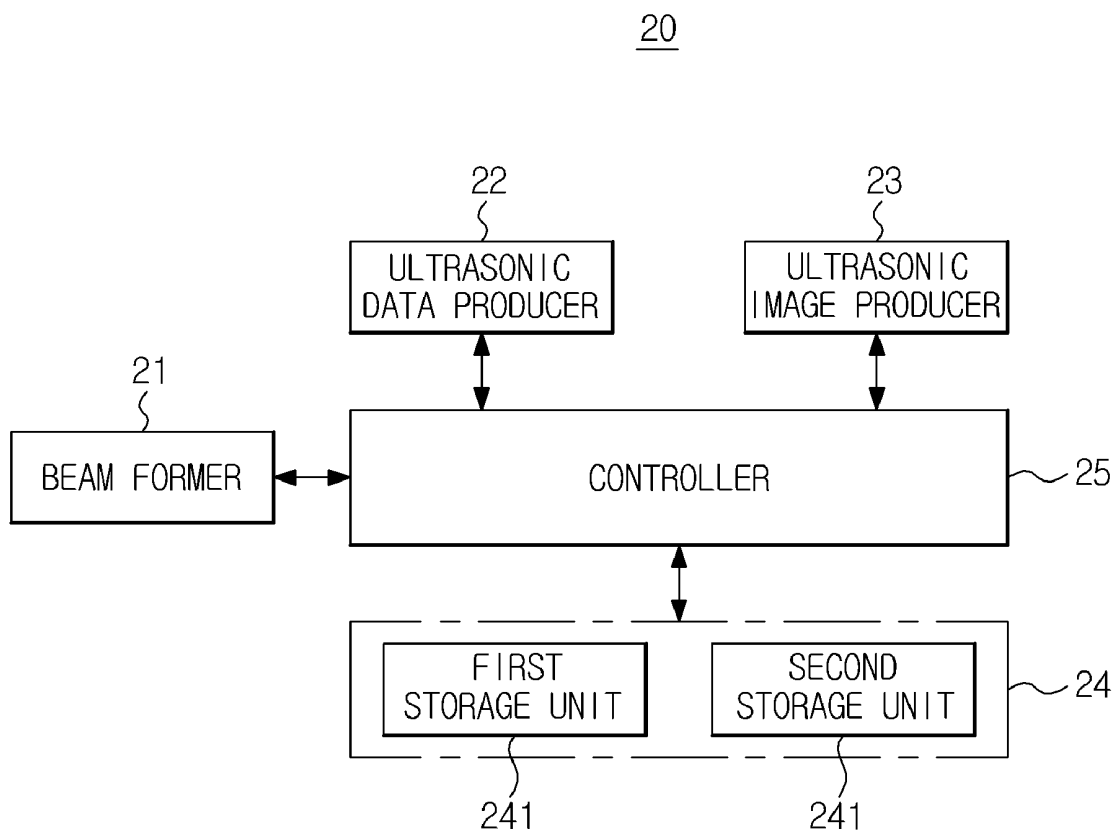 20
22
23
ULTRASONIC
DATA PRODUCER
ULTRASONIC
IMAGE PRODUCER
21
BEAM FORMER
CONTROLLER
25
FIRST
STORAGE UNIT
SECOND
STORAGE UNIT
24
241
241